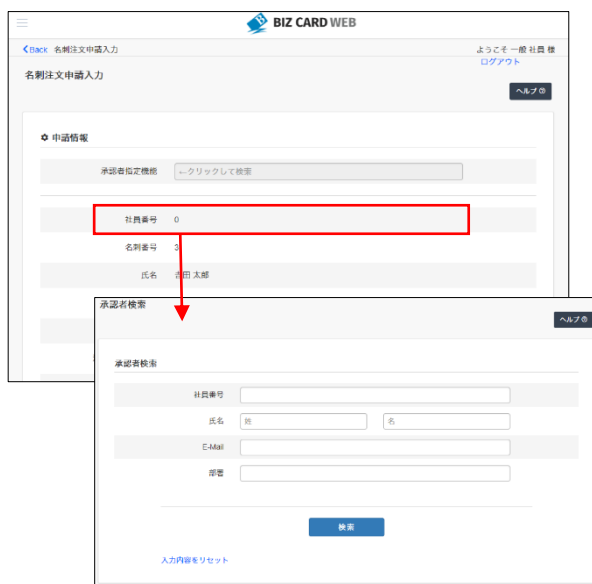 BIZ CARD WEB
Back 名刺注文申請入力
ようこそ 一般 社員 様
ログアウト
名刺注文申請入力
ヘルプ
申請情報
承認者指定機能 ←クリックして検索
社員番号 0
名刺番号 3
氏名 吉田 太郎
承認者検索
ヘルプ
承認者検索
社員番号
氏名 姓 名
E-Mail
部署
検索
入力内容をリセット